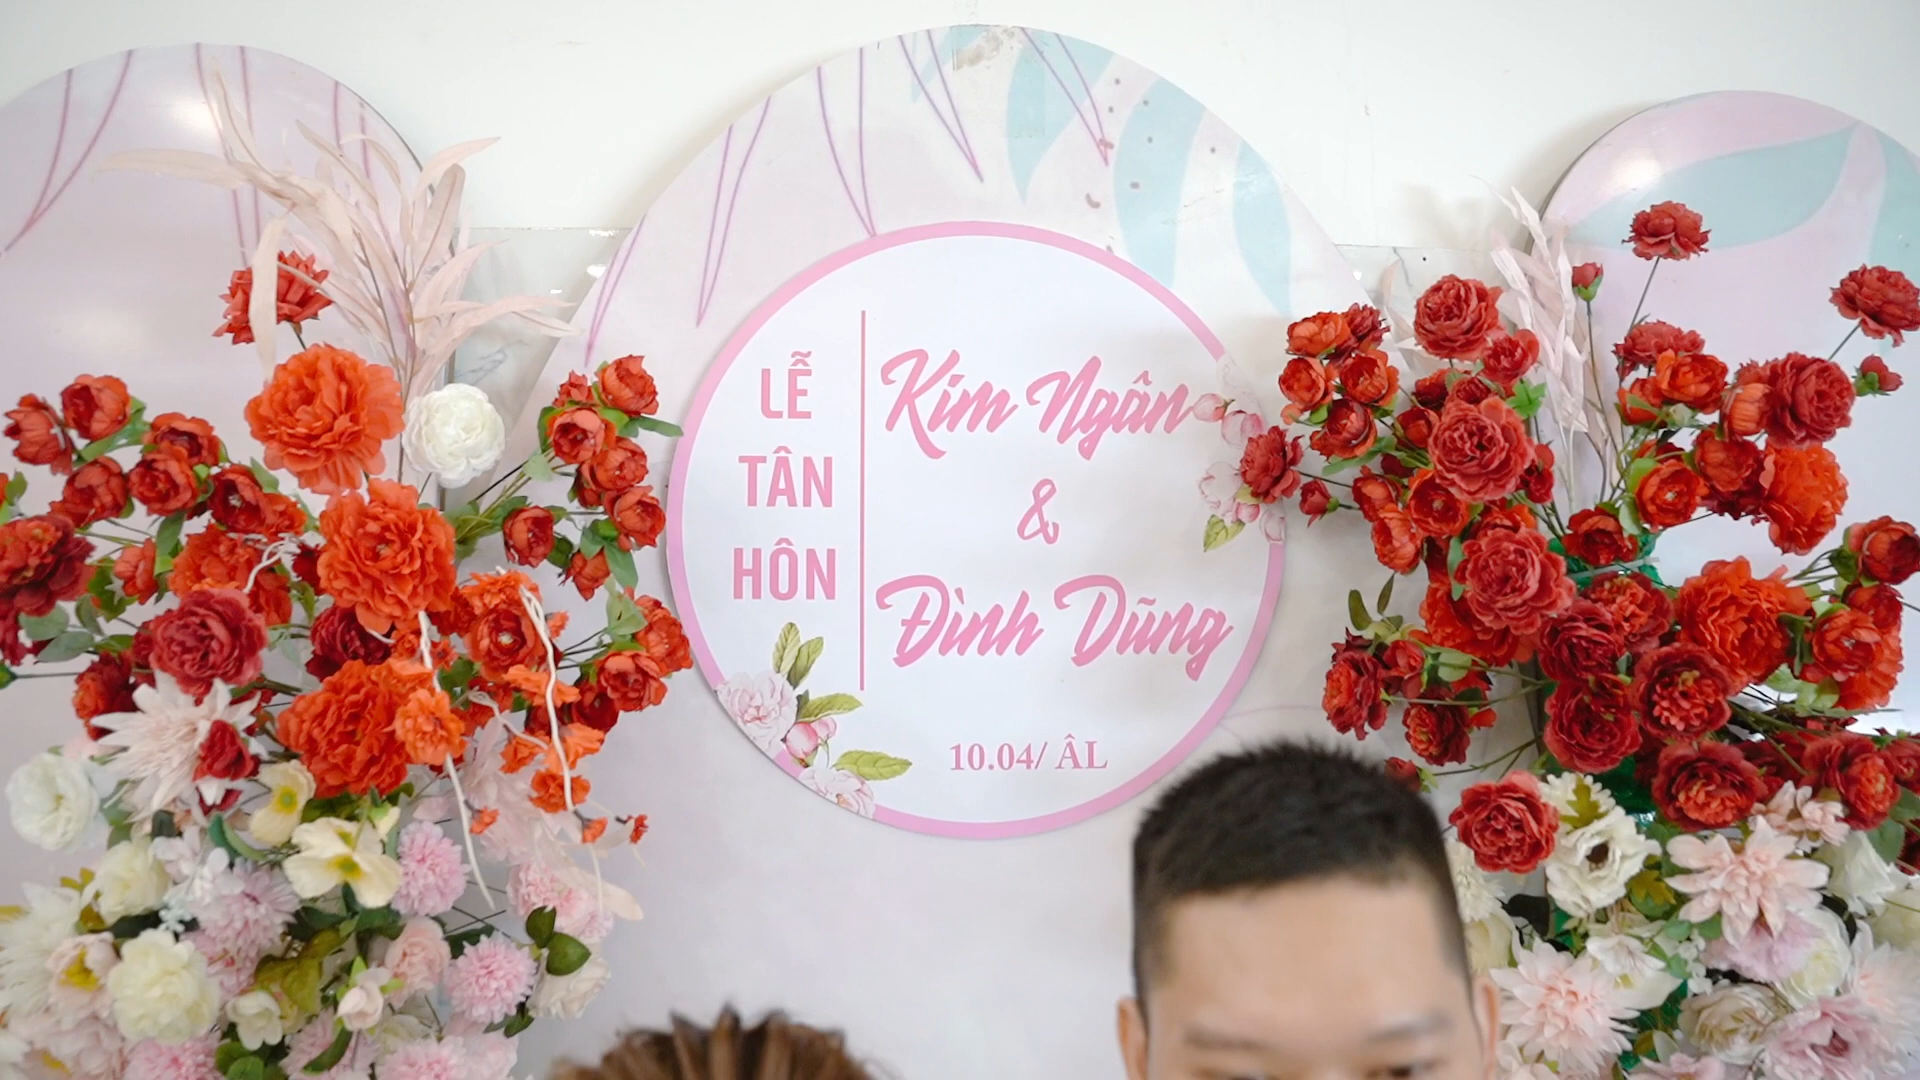 LỄ
TÂN
HÔN
Kim Ngân
&
Đình Dũng
10.04/ ÂL